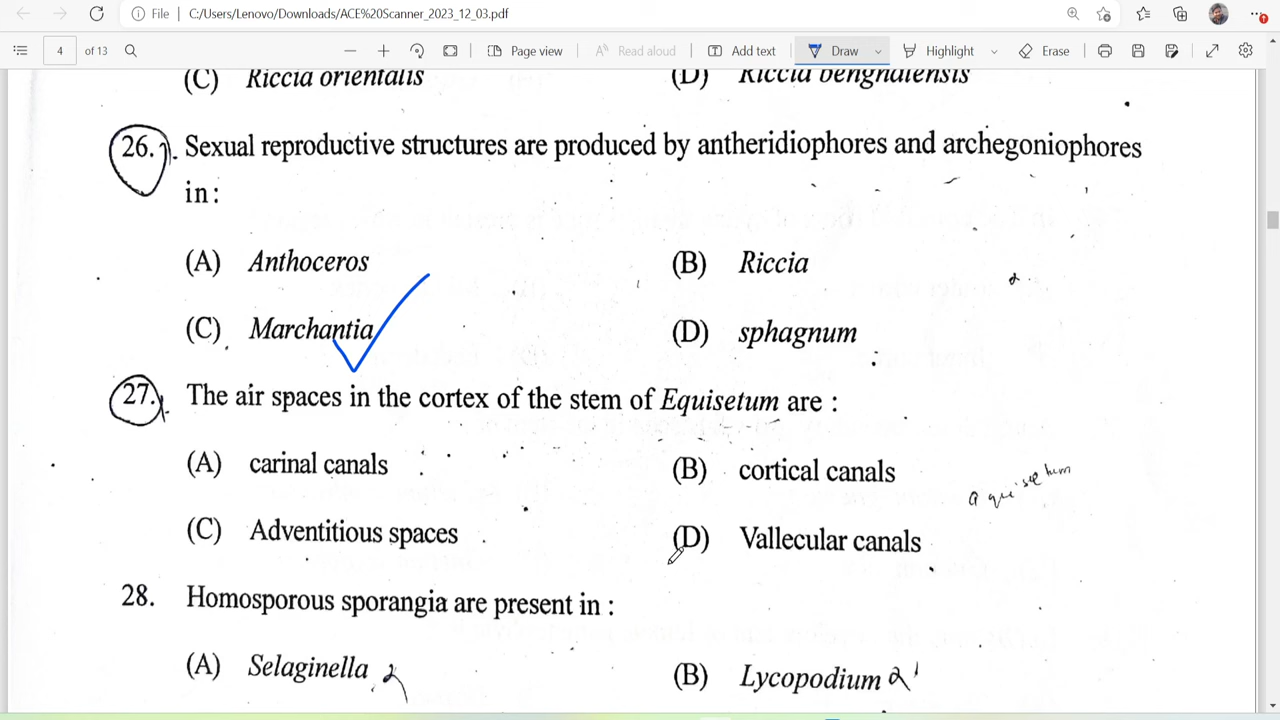 File
C:/Users/Lenovo/Downloads/ACE%20Scanner_2023_12_03.pdf
4 of 13
Page view
Read aloud
Add text
Draw
Highlight
Erase
(C) Riccia orientalis (D) Riccia benghalensis
26. Sexual reproductive structures are produced by antheridiophores and archegoniophores
in:
(A) Anthoceros (B) Riccia
(C) Marchantia (D) sphagnum
27. The air spaces in the cortex of the stem of Equisetum are :
(A) carinal canals (B) cortical canals
aquisetum
(C) Adventitious spaces (D) Vallecular canals
28. Homosporous sporangia are present in :
(A) Selaginella (B) Lycopodium